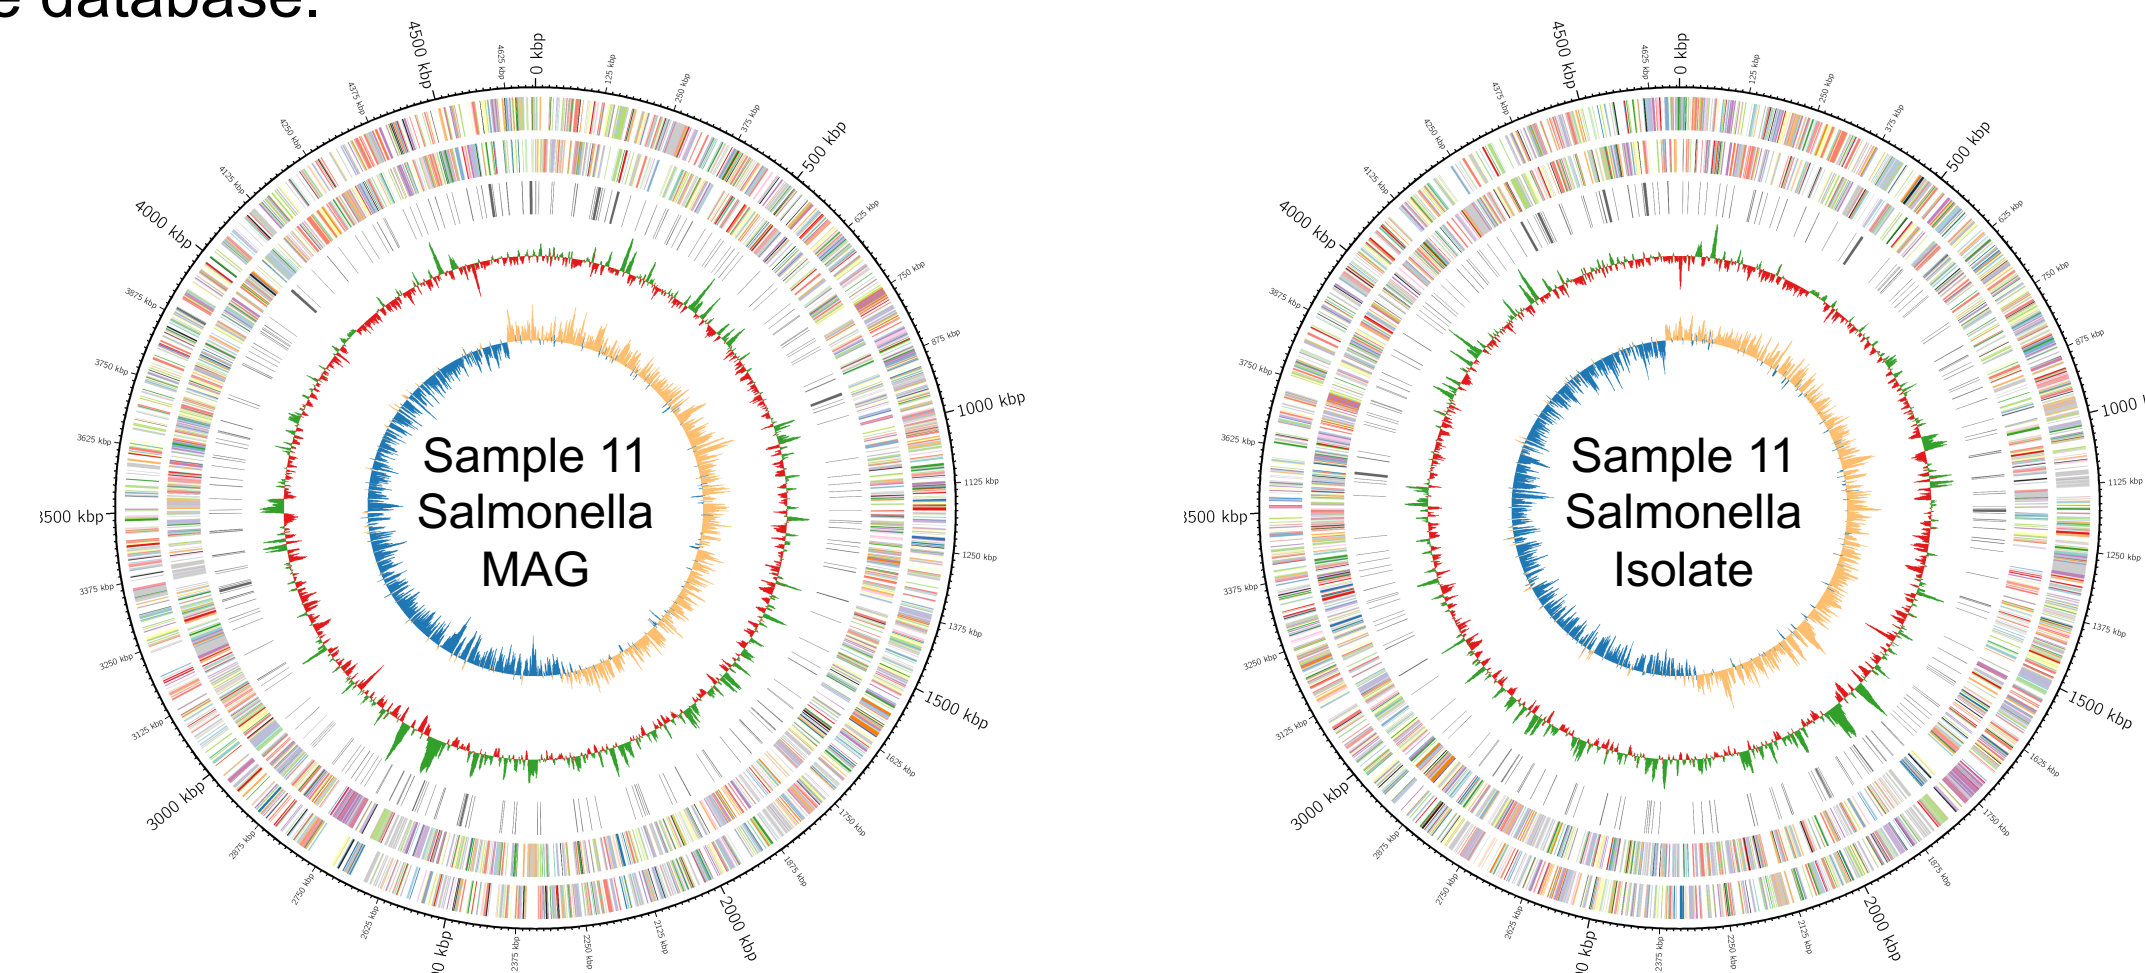 e database.
0 kbp
125 kbp
250 kbp
375 kbp
500 kbp
625 kbp
750 kbp
875 kbp
1000 kbp
1125 kbp
1250 kbp
1375 kbp
1500 kbp
1625 kbp
1750 kbp
1875 kbp
2000 kbp
2125 kbp
2250 kbp
2375 kbp
0 kbp
2625 kbp
2750 kbp
2875 kbp
3000 kbp
3125 kbp
3250 kbp
3375 kbp
3500 kbp
3625 kbp
3750 kbp
3875 kbp
4000 kbp
4125 kbp
4250 kbp
4375 kbp
4500 kbp
4625 kbp
Sample 11
Salmonella
MAG
0 kbp
125 kbp
250 kbp
375 kbp
500 kbp
625 kbp
750 kbp
875 kbp
1000
1125 kbp
1250 kbp
1375 kbp
1500 kbp
1625 kbp
1750 kbp
1875 kbp
2000 kbp
2125 kbp
2250 kbp
2375 kbp
0 kbp
2625 kbp
2750 kbp
2875 kbp
3000 kbp
3125 kbp
3250 kbp
3375 kbp
3500 kbp
3625 kbp
3750 kbp
3875 kbp
4000 kbp
4125 kbp
4250 kbp
4375 kbp
4500 kbp
4625 kbp
Sample 11
Salmonella
Isolate